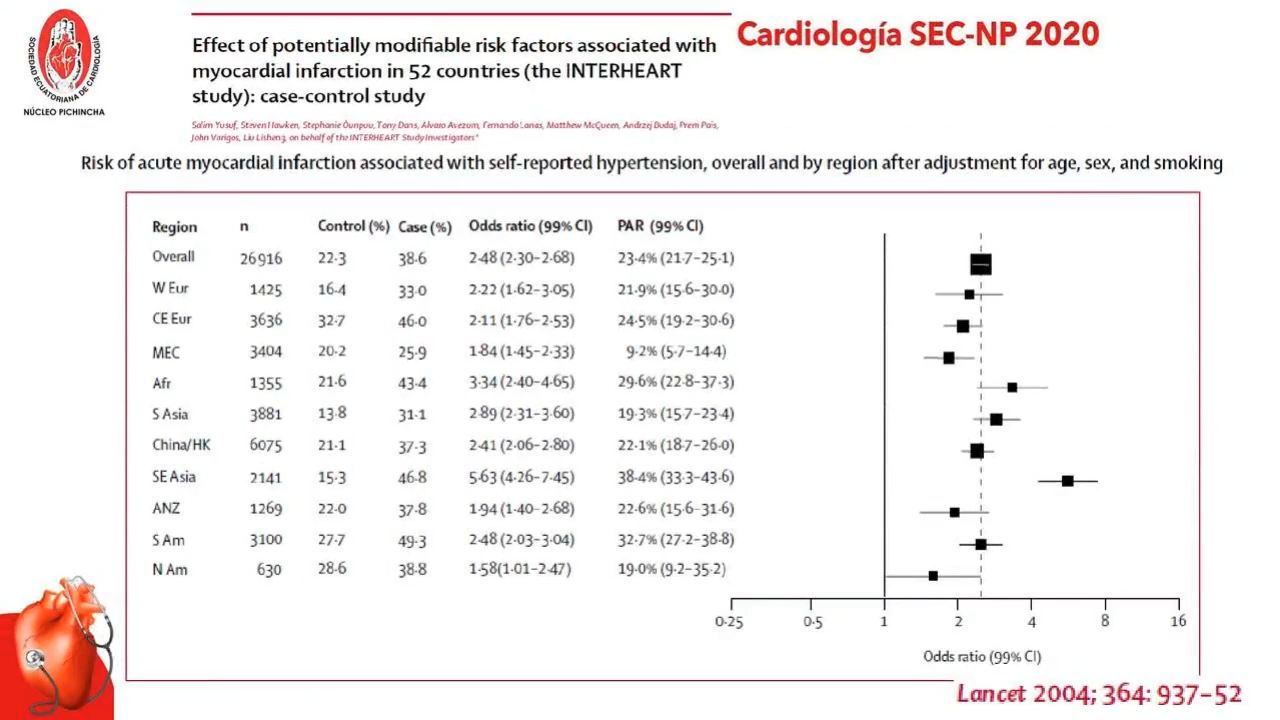 SOCIEDAD ECUATORIANA DE CARDIOLOGÍA
NÚCLEO PICHINCHA
Cardiología SEC-NP 2020
Effect of potentially modifiable risk factors associated with
myocardial infarction in 52 countries (the INTERHEART
study): case-control study
Salim Yusuf, Steven Hawken, Stephanie Ôunpuu, Tony Dans, Alvaro Avezum, Fernando Lanas, Matthew McQueen, Andrzej Budaj, Prem Pais,
John Varigos, Liu Lisheng, on behalf of the INTERHEART Study Investigators*
Risk of acute myocardial infarction associated with self-reported hypertension, overall and by region after adjustment for age, sex, and smoking
Region n Control (%) Case (%) Odds ratio (99% CI) PAR (99% CI)
Overall 26 916 22·3 38·6 2·48 (2·30–2·68) 23·4% (21·7–25·1)
W Eur 1425 16·4 33·0 2·22 (1·62–3·05) 21·9% (15·6–30·0)
CE Eur 3636 32·7 46·0 2·11 (1·76–2·53) 24·5% (19·2–30·6)
MEC 3404 20·2 25·9 1·84 (1·45–2·33) 9·2% (5·7–14·4)
Afr 1355 21·6 43·4 3·34 (2·40–4·65) 29·6% (22·8–37·3)
S Asia 3881 13·8 31·1 2·89 (2·31–3·60) 19·3% (15·7–23·4)
China/HK 6075 21·1 37·3 2·41 (2·06–2·80) 22·1% (18·7–26·0)
SE Asia 2141 15·3 46·8 5·63 (4·26–7·45) 38·4% (33·3–43·6)
ANZ 1269 22·0 37·8 1·94 (1·40–2·68) 22·6% (15·6–31·6)
S Am 3100 27·7 49·3 2·48 (2·03–3·04) 32·7% (27·2–38·8)
N Am 630 28·6 38·8 1·58(1·01–2·47) 19·0% (9·2–35·2)
0·25 0·5 1 2 4 8 16
Odds ratio (99% CI)
Lancet 2004; 364: 937–52